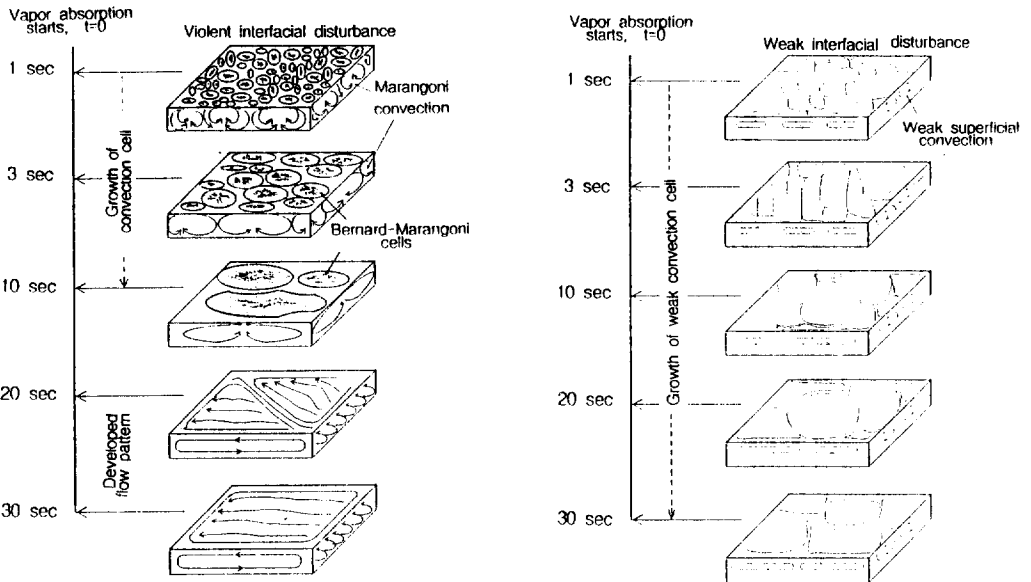 Vapor absorption
starts, t=0
Violent interfacial disturbance
1 sec
Marangoni
convection
Growth of
convection cell
3 sec
Bernard-Marangoni
cells
10 sec
20 sec
Developed
flow pattern
30 sec
Vapor absorption
starts, t=0
Weak interfacial disturbance
1 sec
Weak superficial
convection
3 sec
Growth of weak convection cell
10 sec
20 sec
30 sec